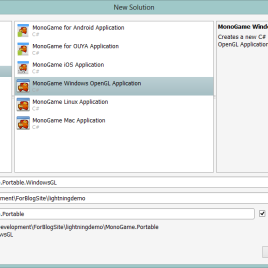 New Solution
MonoGame for Android Application
C#
MonoGame for OUYA Application
C#
MonoGame iOS Application
C#
MonoGame Windows OpenGL Application
C#
MonoGame Linux Application
C#
MonoGame Mac Application
C#
MonoGame Wind
Creates a new C#
OpenGL Application
.Portable.WindowsGL
ment\ForBlogSite\lightningdemo
.Portable
evelopment\ForBlogSite\lightningdemo\MonoGame.Portable
wsGL